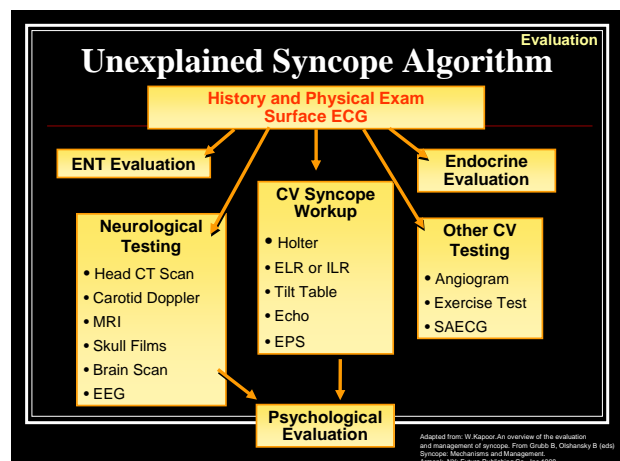 Evaluation
Unexplained Syncope Algorithm
History and Physical Exam
Surface ECG
ENT Evaluation
Endocrine
Evaluation
CV Syncope
Workup
• Holter
• ELR or ILR
• Tilt Table
• Echo
• EPS
Neurological
Testing
• Head CT Scan
• Carotid Doppler
• MRI
• Skull Films
• Brain Scan
• EEG
Other CV
Testing
• Angiogram
• Exercise Test
• SAECG
Psychological
Evaluation
Adapted from: W.Kapoor.An overview of the evaluation
and management of syncope. From Grubb B, Olshansky B (eds)
Syncope: Mechanisms and Management.